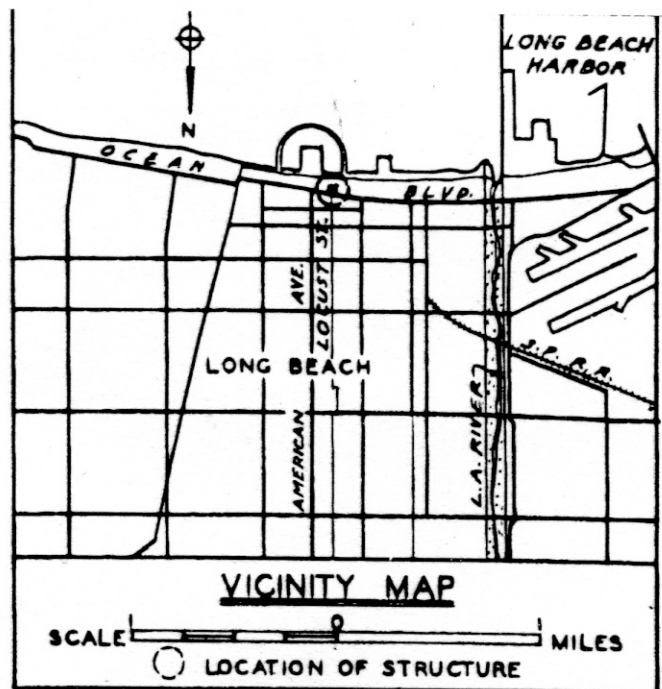 LONG BEACH
HARBOR
N
OCEAN BLVD.
AMERICAN AVE.
LOCUST ST.
LONG BEACH
L.A. RIVER
S.P. R.R.
VICINITY MAP
SCALE 1 0 1 MILES
LOCATION OF STRUCTURE